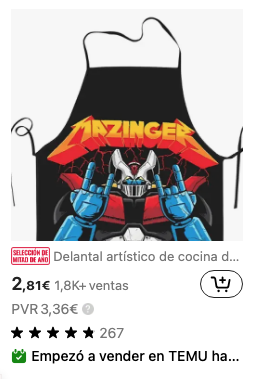 MAZINGER
SELECCIÓN DE
MITAD DE AÑO
Delantal artístico de cocina d...
2,81€ 1,8K+ ventas
PVR 3,36€
267
Empezó a vender en TEMU ha...